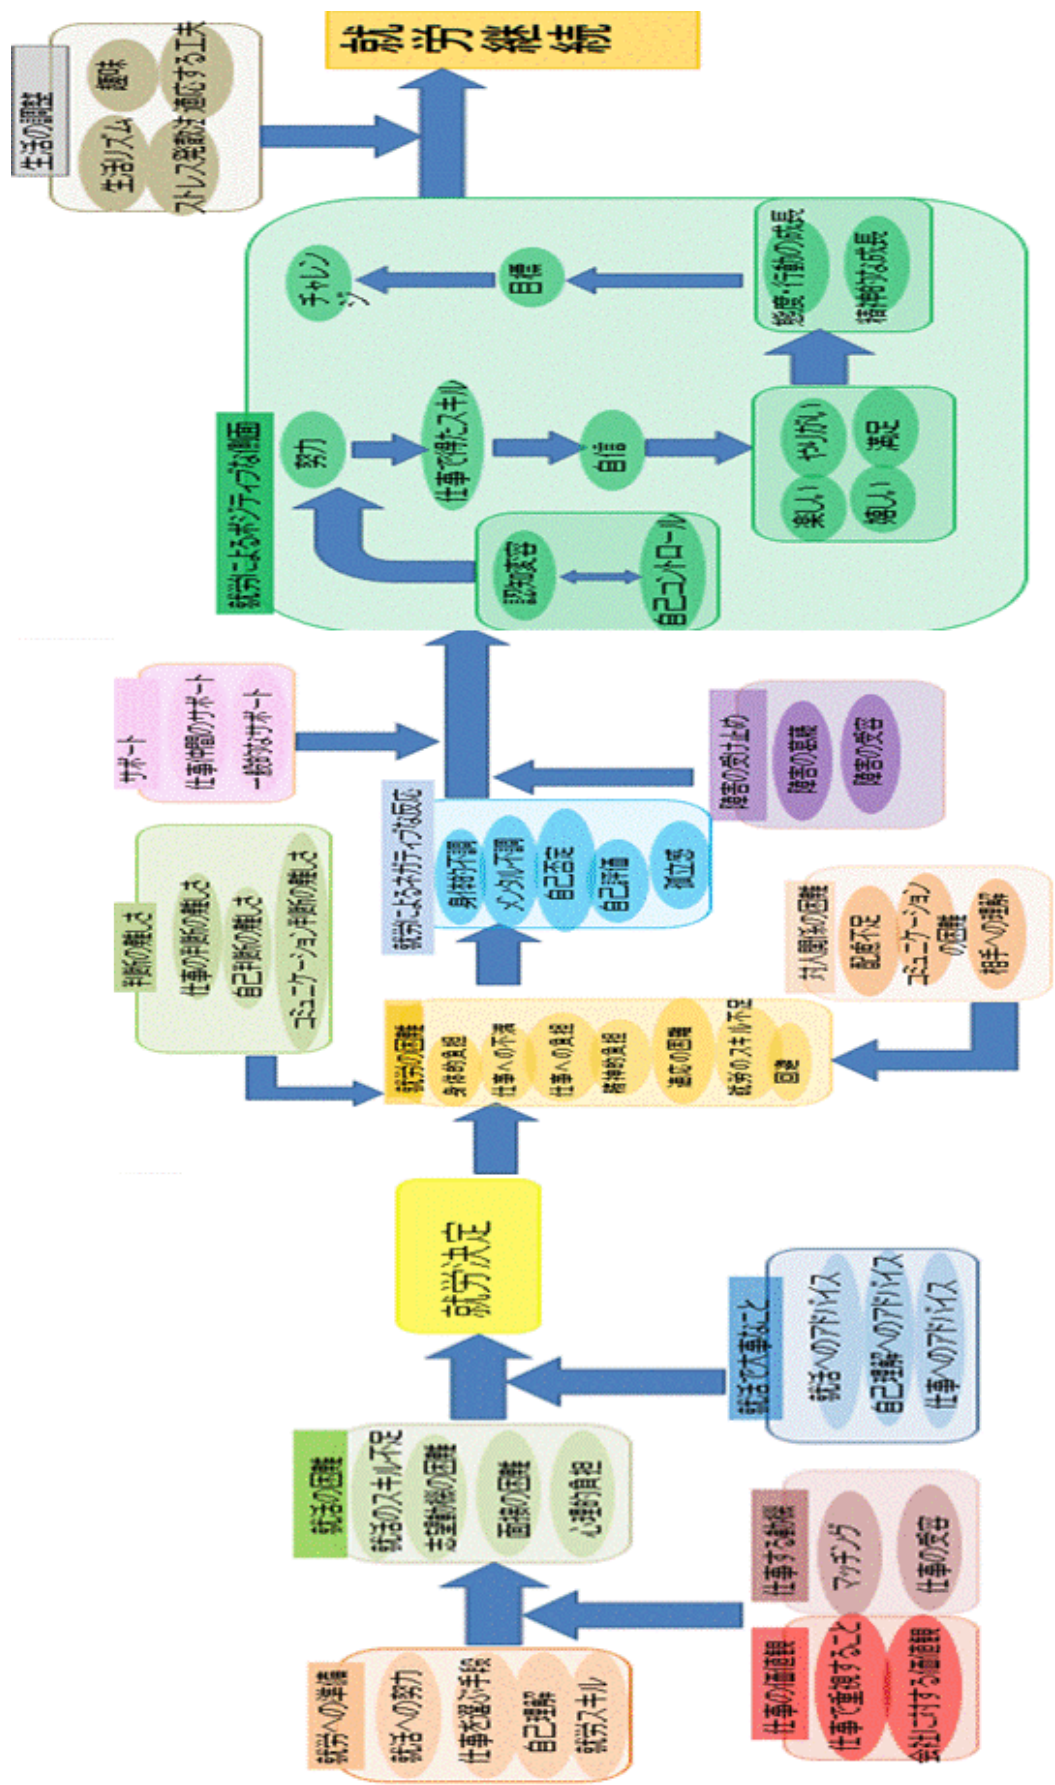 就労への準備
就活への努力
仕事を選ぶ手段
自己理解
就労スキル
仕事の価値観
仕事で重視すること
会社に対する価値観
仕事する動機
マッチング
仕事の受容
就活の困難
就活のスキル不足
志望動機の困難
面接の困難
心理的負担
就活で大事なこと
就活へのアドバイス
自己理解へのアドバイス
仕事へのアドバイス
就労決定
就労の困難
身体的負担
仕事への不満
仕事への負担
精神的負担
適応の困難
就労のスキル不足
回避
判断の難しさ
仕事の判断の難しさ
自己判断の難しさ
コミュニケーション判断の難しさ
対人関係の困難
配慮不足
コミュニケーション
の困難
相手への理解
就労によるネガティブな反応
身体的不調
メンタル不調
自己否定
自己評価
孤立感
サポート
仕事仲間のサポート
一般的なサポート
障害の受け止め
障害の葛藤
障害の受容
就労によるポジティブな側面
認知の変容
自己コントロール
努力
仕事で得たスキル
自信
楽しい
やりがい
嬉しい
満足
態度・行動の成長
精神的な成長
目標
チャレン
ジ
生活の調整
生活リズム
趣味
ストレス発散法
適応する工夫
就労継続